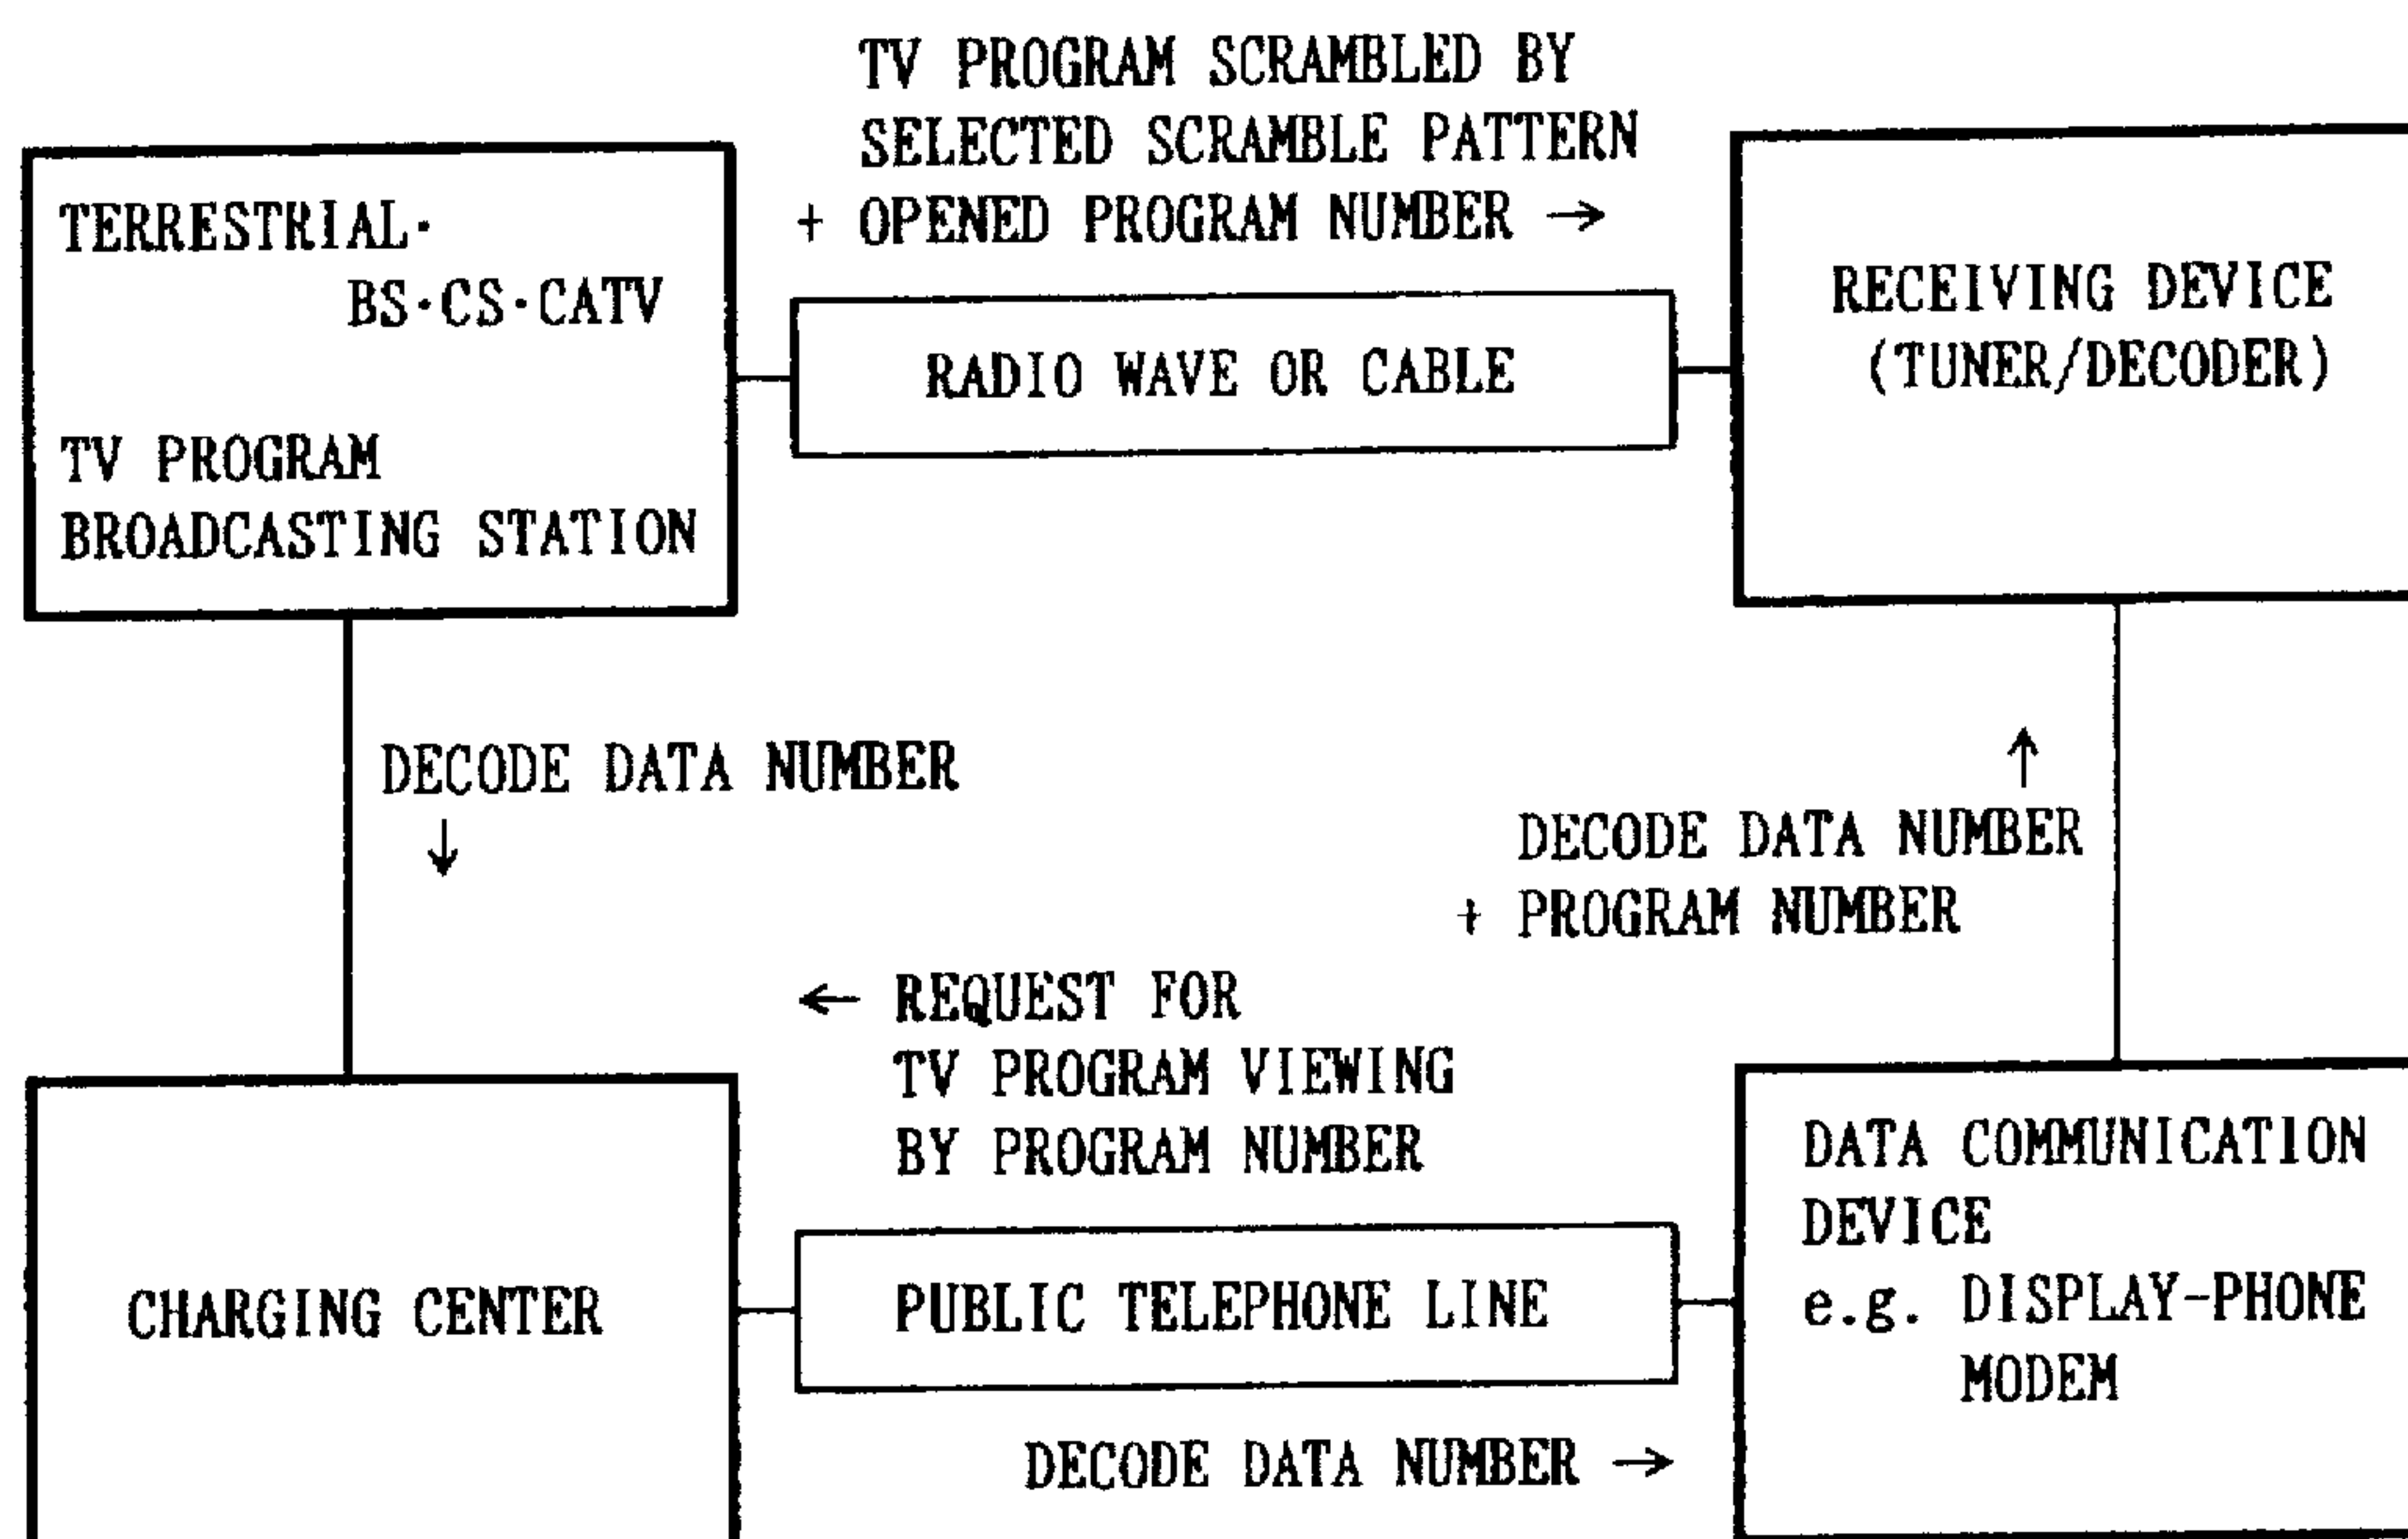 TV PROGRAM SCRAMBLED BY
SELECTED SCRAMBLE PATTERN
+ OPENED PROGRAM NUMBER →
TERRESTRIAL·
BS·CS·CATV
TV PROGRAM
BROADCASTING STATION
RADIO WAVE OR CABLE
RECEIVING DEVICE
(TUNER/DECODER)
DECODE DATA NUMBER
↓
↑
DECODE DATA NUMBER
+ PROGRAM NUMBER
← REQUEST FOR
TV PROGRAM VIEWING
BY PROGRAM NUMBER
CHARGING CENTER
PUBLIC TELEPHONE LINE
DECODE DATA NUMBER →
DATA COMMUNICATION
DEVICE
e.g. DISPLAY-PHONE
MODEM